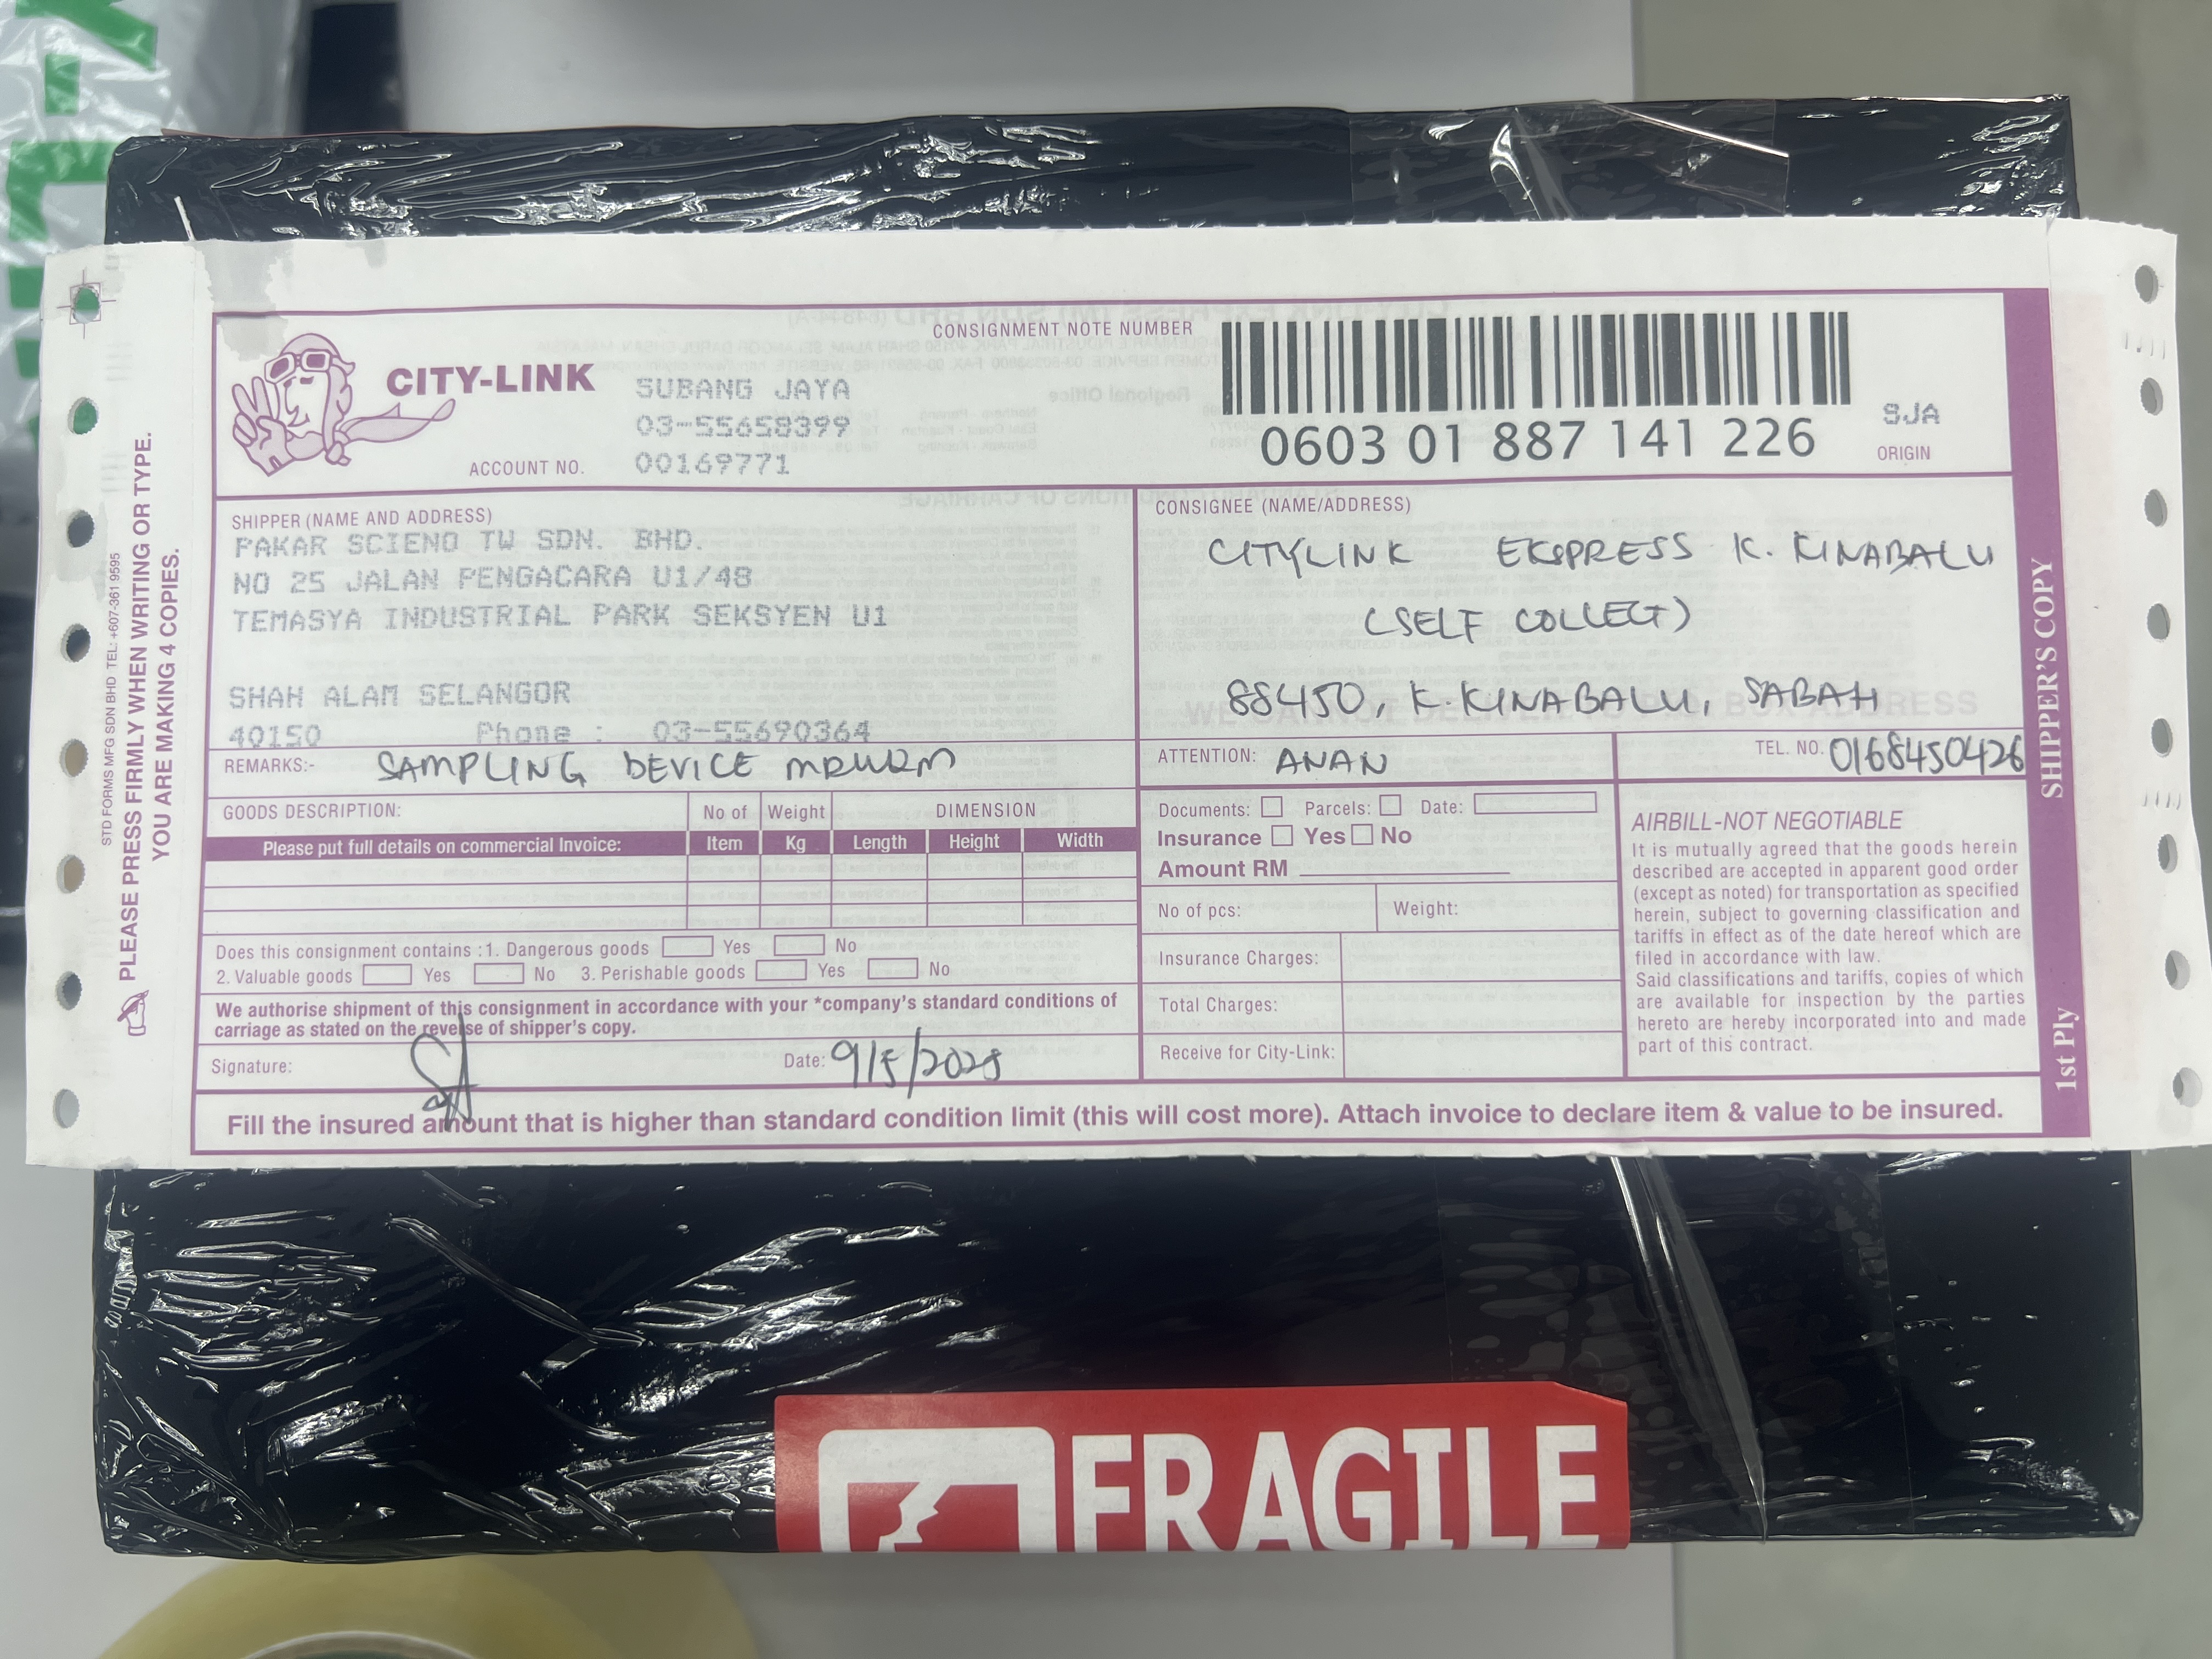 CONSIGNMENT NOTE NUMBER
CITY-LINK
SUBANG JAYA
03-55658399
ACCOUNT NO. 00169771
0603 01 887 141 226
SJA
ORIGIN
SHIPPER (NAME AND ADDRESS)
PAKAR SCIENO TW SDN. BHD.
NO 25 JALAN PENGACARA U1/48
TEMASYA INDUSTRIAL PARK SEKSYEN U1
SHAH ALAM SELANGOR
40150 Phone : 03-55690364
CONSIGNEE (NAME/ADDRESS)
CITYLINK EKSPRESS K. KINABALU
(SELF COLLECT)
88450, K. KINABALU, SABAH
REMARKS:- SAMPLING DEVICE
ATTENTION: ANAN
TEL. NO. 0168450426
GOODS DESCRIPTION: No of Weight DIMENSION
Please put full details on commercial Invoice: Item Kg Length Height Width
Does this consignment contains :1. Dangerous goods Yes No
2. Valuable goods Yes No 3. Perishable goods Yes No
We authorise shipment of this consignment in accordance with your *company's standard conditions of
carriage as stated on the reverse of shipper's copy.
Signature: Date: 9/5/2025
Documents: Parcels: Date:
Insurance Yes No
Amount RM
No of pcs: Weight:
Insurance Charges:
Total Charges:
Receive for City-Link:
AIRBILL-NOT NEGOTIABLE
It is mutually agreed that the goods herein
described are accepted in apparent good order
(except as noted) for transportation as specified
herein, subject to governing classification and
tariffs in effect as of the date hereof which are
filed in accordance with law.
Said classifications and tariffs, copies of which
are available for inspection by the parties
hereto are hereby incorporated into and made
part of this contract.
Fill the insured amount that is higher than standard condition limit (this will cost more). Attach invoice to declare item & value to be insured.
SHIPPER'S COPY
1st Ply
STD FORMS MFG SDN BHD TEL: +607-361 9595
PLEASE PRESS FIRMLY WHEN WRITING OR TYPE.
YOU ARE MAKING 4 COPIES.
FRAGILE